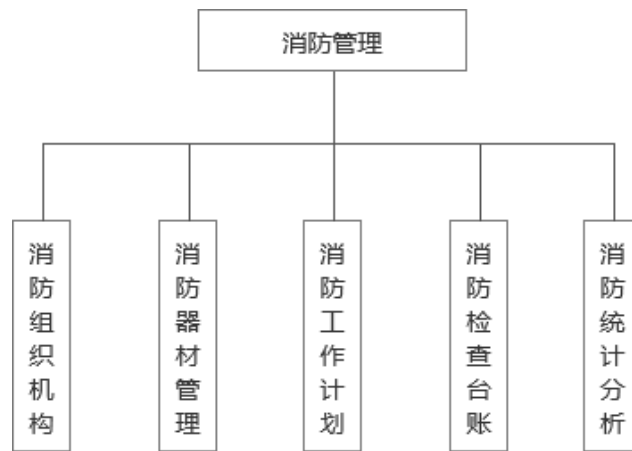 消防管理
消防组织机构
消防器材管理
消防工作计划
消防检查台账
消防统计分析